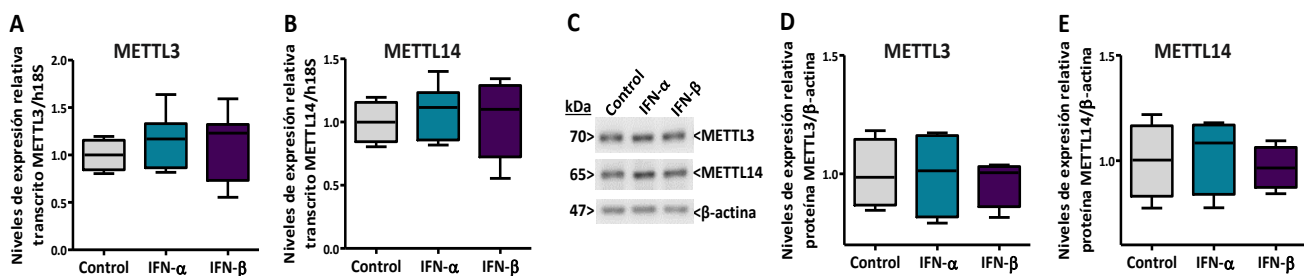 A
METTL3
Niveles de expresión relativa
transcrito METTL3/h18S
2.0
1.5
1.0
0.5
0.0
Control
IFN-α
IFN-β
B
METTL14
Niveles de expresión relativa
transcrito METTL14/h18S
1.5
1.0
0.5
0.0
Control
IFN-α
IFN-β
C
kDa
Control
IFN-α
IFN-β
70> <METTL3
65> <METTL14
47> <β-actina
D
METTL3
Niveles de expresión relativa
proteína METTL3/β-actina
1.5
1.0
Control
IFN-α
IFN-β
E
METTL14
Niveles de expresión relativa
proteína METTL14/β-actina
1.5
1.0
Control
IFN-α
IFN-β